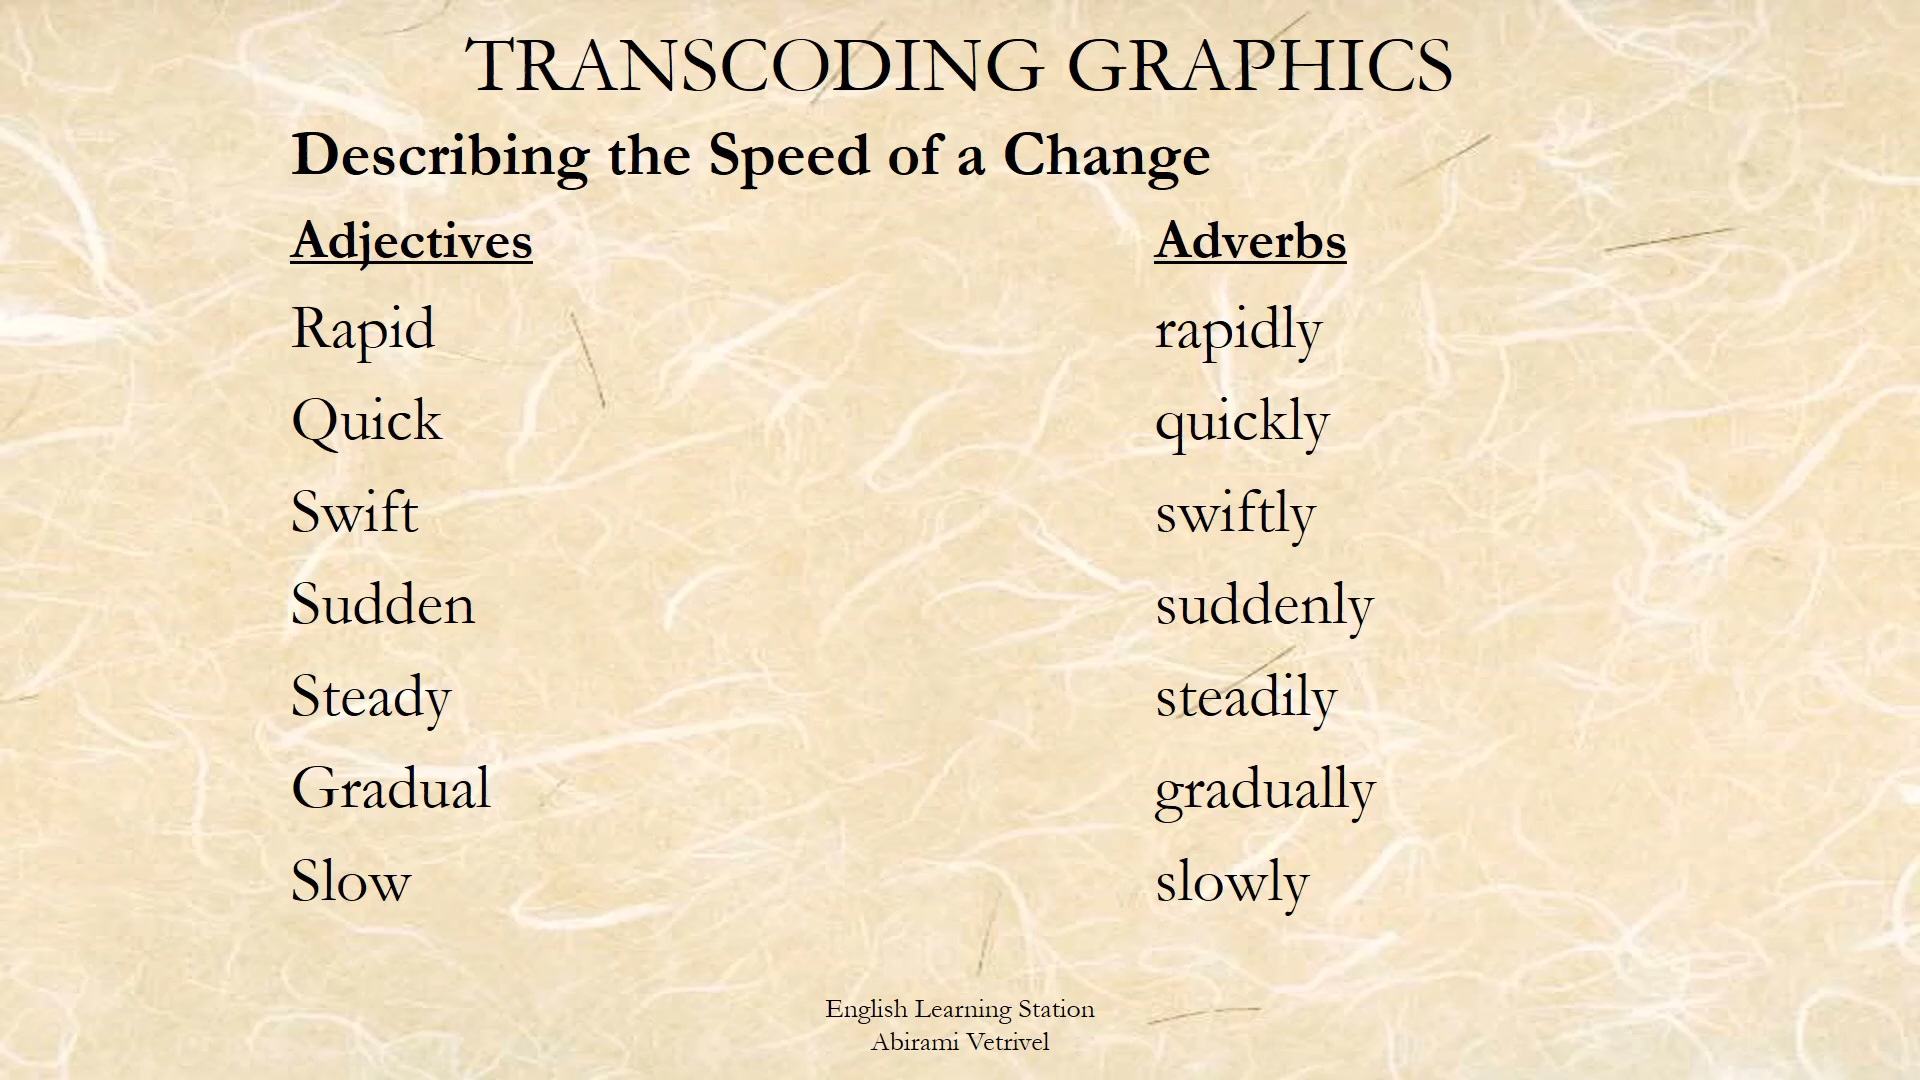 TRANSCODING GRAPHICS
Describing the Speed of a Change
Adjectives Adverbs
Rapid rapidly
Quick quickly
Swift swiftly
Sudden suddenly
Steady steadily
Gradual gradually
Slow slowly
English Learning Station
Abirami Vetrivel